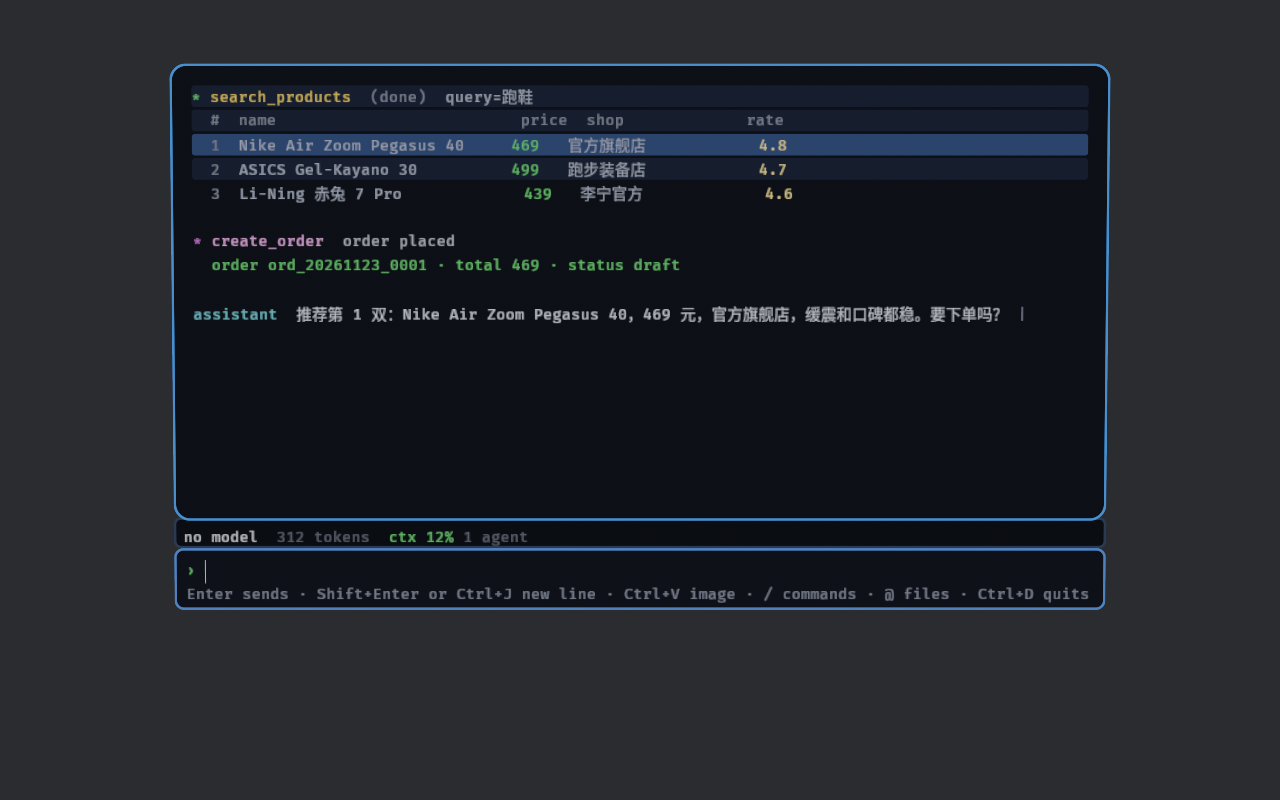 * search_products (done) query=跑鞋
# name price shop rate
1 Nike Air Zoom Pegasus 40 469 官方旗舰店 4.8
2 ASICS Gel-Kayano 30 499 跑步装备店 4.7
3 Li-Ning 赤兔 7 Pro 439 李宁官方 4.6
* create_order order placed
order ord_20261123_0001 · total 469 · status draft
assistant 推荐第 1 双：Nike Air Zoom Pegasus 40，469 元，官方旗舰店，缓震和口碑都稳。要下单吗？
no model 312 tokens ctx 12% 1 agent
›
Enter sends · Shift+Enter or Ctrl+J new line · Ctrl+V image · / commands · @ files · Ctrl+D quits